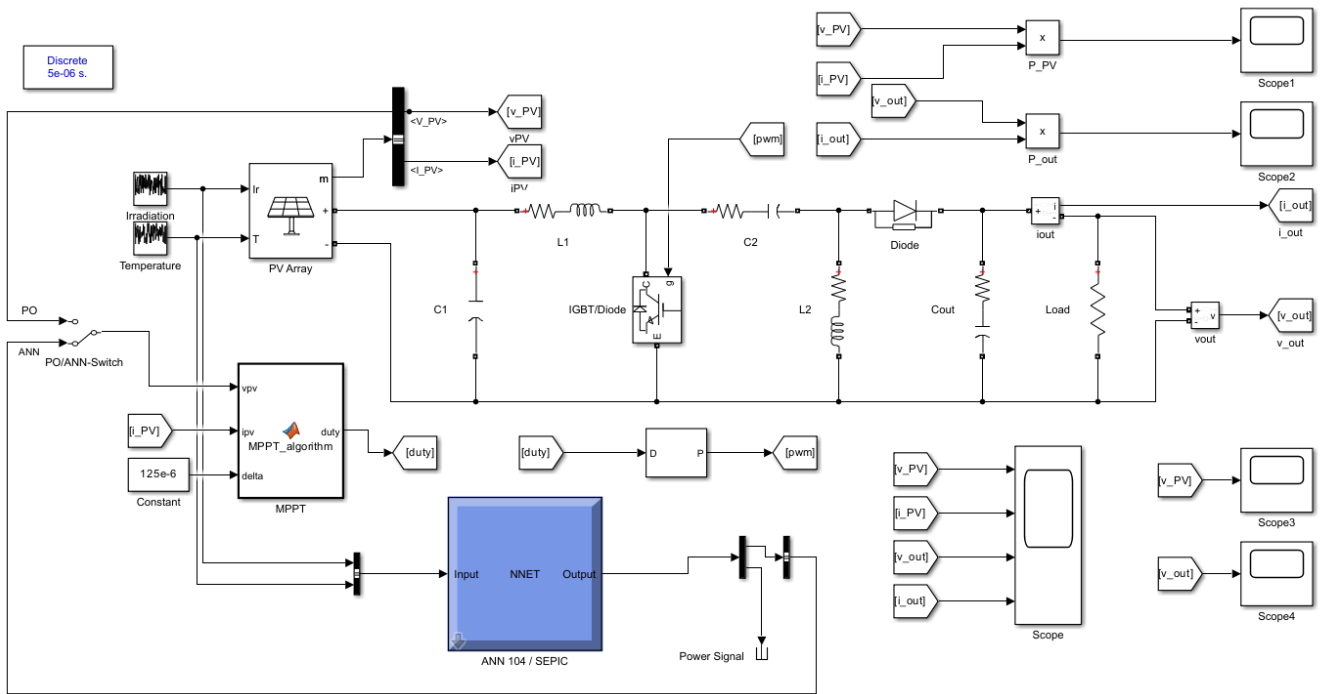 Discrete
5e-06 s.
[v_PV]
[i_PV]
x
P_PV
Scope1
[v_out]
[i_out]
x
P_out
Scope2
<V_PV>
[v_PV]
vPV
<I_PV>
[i_PV]
iPV
[pwm]
Irradiation
Temperature
Ir
T
m
+
-
PV Array
L1
C2
Diode
+
i
-
iout
[i_out]
i_out
C1
IGBT/Diode
g
C
E
L2
Cout
Load
+
-
v
vout
[v_out]
v_out
PO
ANN
PO/ANN-Switch
vpv
ipv
delta
MPPT_algorithm
duty
MPPT
[i_PV]
125e-6
Constant
[duty]
[duty]
D
P
[pwm]
Input
NNET
Output
ANN 104 / SEPIC
Power Signal
[v_PV]
[i_PV]
[v_out]
[i_out]
Scope
[v_PV]
Scope3
[v_out]
Scope4